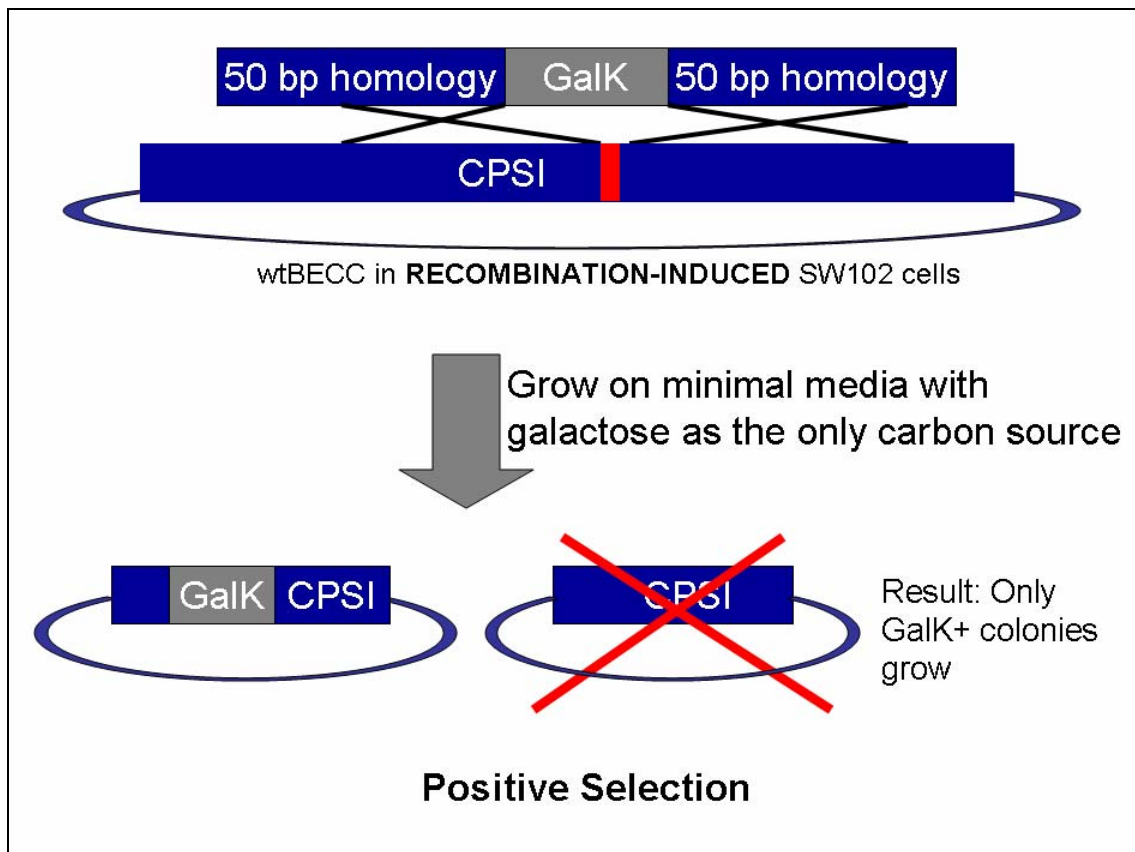 50 bp homology GalK 50 bp homology
CPSI
wtBECC in RECOMBINATION-INDUCED SW102 cells
Grow on minimal media with
galactose as the only carbon source
GalK CPSI
CPSI
Result: Only
GalK+ colonies
grow
Positive Selection